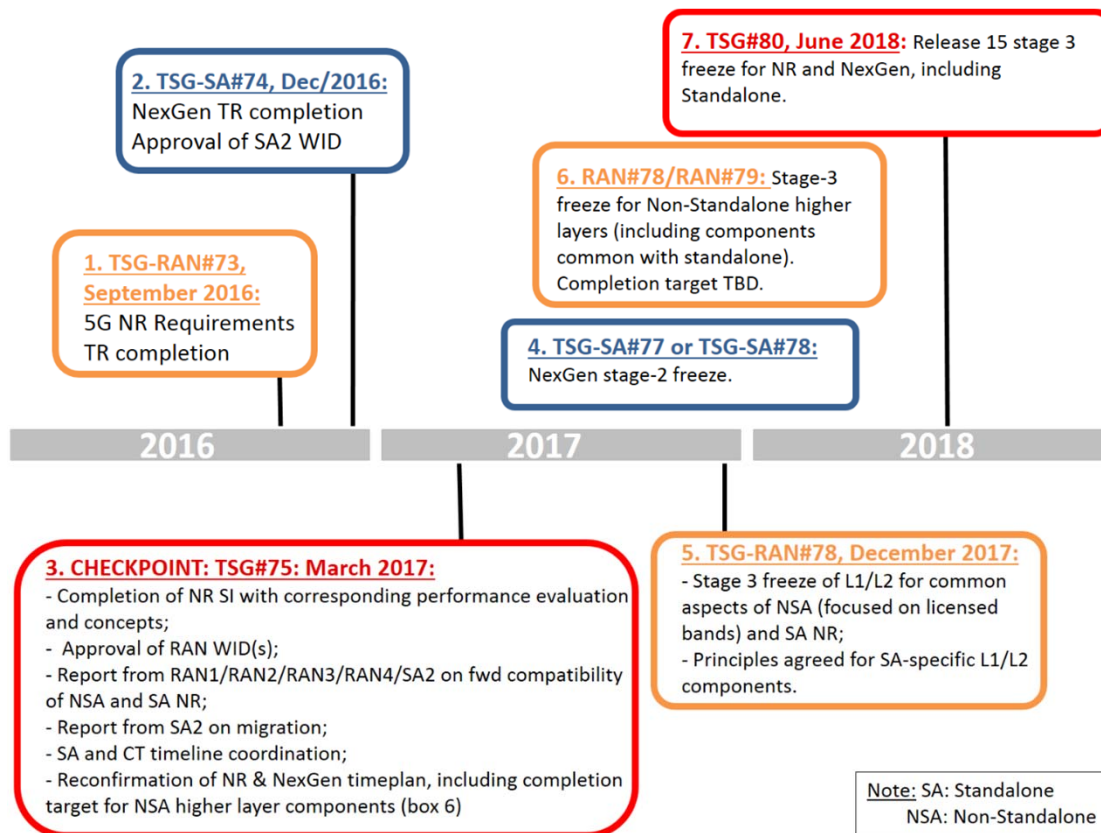 1. TSG-RAN#73,
September 2016:
5G NR Requirements
TR completion
2. TSG-SA#74, Dec/2016:
NexGen TR completion
Approval of SA2 WID
7. TSG#80, June 2018: Release 15 stage 3
freeze for NR and NexGen, including
Standalone.
6. RAN#78/RAN#79: Stage-3
freeze for Non-Standalone higher
layers (including components
common with standalone).
Completion target TBD.
4. TSG-SA#77 or TSG-SA#78:
NexGen stage-2 freeze.
2016
2017
2018
3. CHECKPOINT: TSG#75: March 2017:
- Completion of NR SI with corresponding performance evaluation
and concepts;
- Approval of RAN WID(s);
- Report from RAN1/RAN2/RAN3/RAN4/SA2 on fwd compatibility
of NSA and SA NR;
- Report from SA2 on migration;
- SA and CT timeline coordination;
- Reconfirmation of NR & NexGen timeplan, including completion
target for NSA higher layer components (box 6)
5. TSG-RAN#78, December 2017:
- Stage 3 freeze of L1/L2 for common
aspects of NSA (focused on licensed
bands) and SA NR;
- Principles agreed for SA-specific L1/L2
components.
Note: SA: Standalone
NSA: Non-Standalone